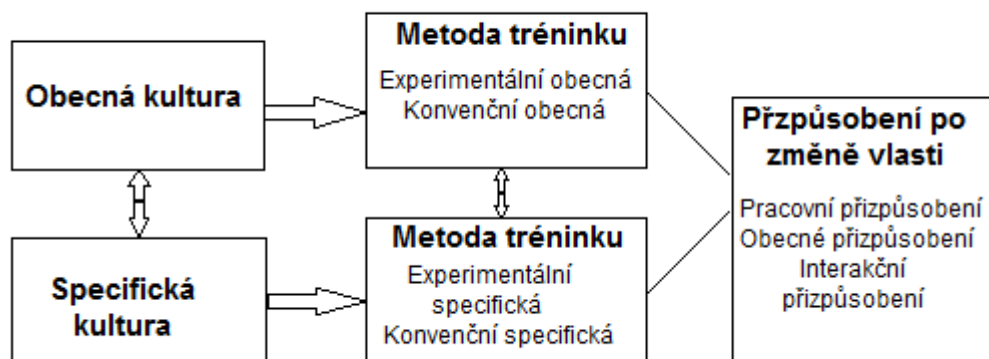 Obecná kultura
Metoda tréninku
Experimentální obecná
Konvenční obecná
Specifická
kultura
Metoda tréninku
Experimentální
specifická
Konvenční specifická
Přzpůsobení po
změně vlasti
Pracovní přizpůsobení
Obecné přizpůsobení
Interakční
přizpůsobení